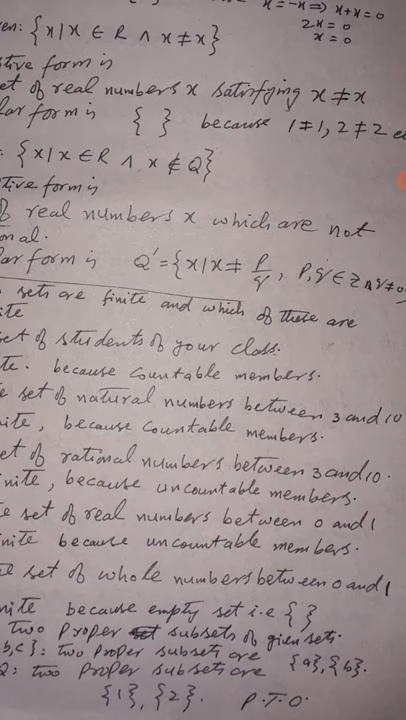 x = -x ⇒ x+x = 0
2x = 0
x = 0
en: {x|x ∈ R ∧ x ≠ x}
tive form is
et of real numbers x satisfying x ≠ x
lar form is { } because 1≠1, 2≠2
: {x|x ∈ R ∧ x ∉ Q}
tive form is
of real numbers x which are not
onal.
lar form is Q' = {x|x ≠ p/q, p,q ∈ Z ∧ q≠0
sets are finite and which of these are
ite
set of students of your class.
te. because countable members.
e set of natural numbers between 3 and 10
nite, because countable members.
et of rational numbers between 3 and 10.
finite, because uncountable members.
e set of real numbers between 0 and 1
inite because uncountable members.
e set of whole numbers between 0 and 1
nite because empty set i.e { }
two proper subsets of given sets.
b,c}: two proper subsets are {a},{b}.
Q: two proper subsets are
{1}, {2}. P.T.O.